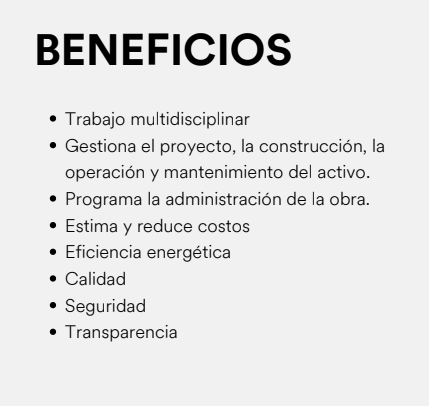 BENEFICIOS
• Trabajo multidisciplinar
• Gestiona el proyecto, la construcción, la
operación y mantenimiento del activo.
• Programa la administración de la obra.
• Estima y reduce costos
• Eficiencia energética
• Calidad
• Seguridad
• Transparencia